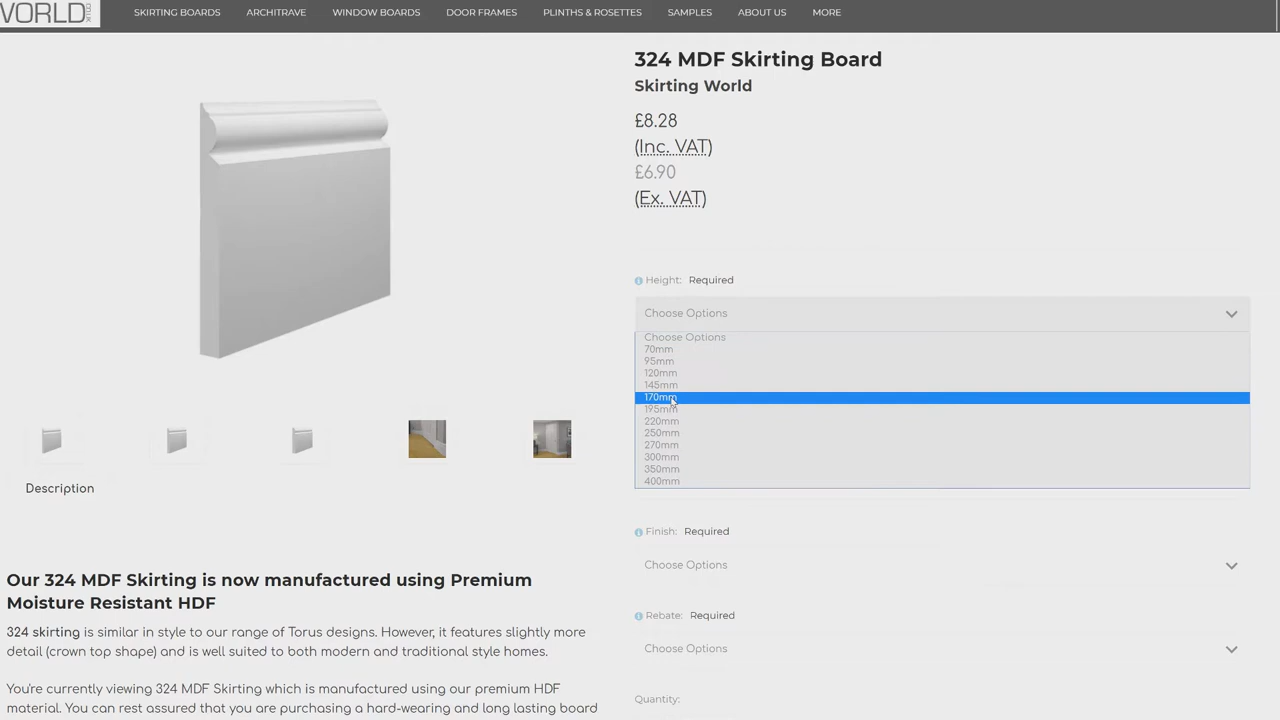 VORLD
SKIRTING BOARDS
ARCHITRAVE
WINDOW BOARDS
DOOR FRAMES
PLINTHS & ROSETTES
SAMPLES
ABOUT US
MORE
324 MDF Skirting Board
Skirting World
£8.28
(Inc. VAT)
£6.90
(Ex. VAT)
Height: Required
Choose Options
Choose Options
70mm
95mm
120mm
145mm
170mm
195mm
220mm
250mm
270mm
300mm
350mm
400mm
Finish: Required
Choose Options
Rebate: Required
Choose Options
Quantity:
Description
Our 324 MDF Skirting is now manufactured using Premium
Moisture Resistant HDF
324 skirting is similar in style to our range of Torus designs. However, it features slightly more
detail (crown top shape) and is well suited to both modern and traditional style homes.
You're currently viewing 324 MDF Skirting which is manufactured using our premium HDF
material. You can rest assured that you are purchasing a hard-wearing and long lasting board